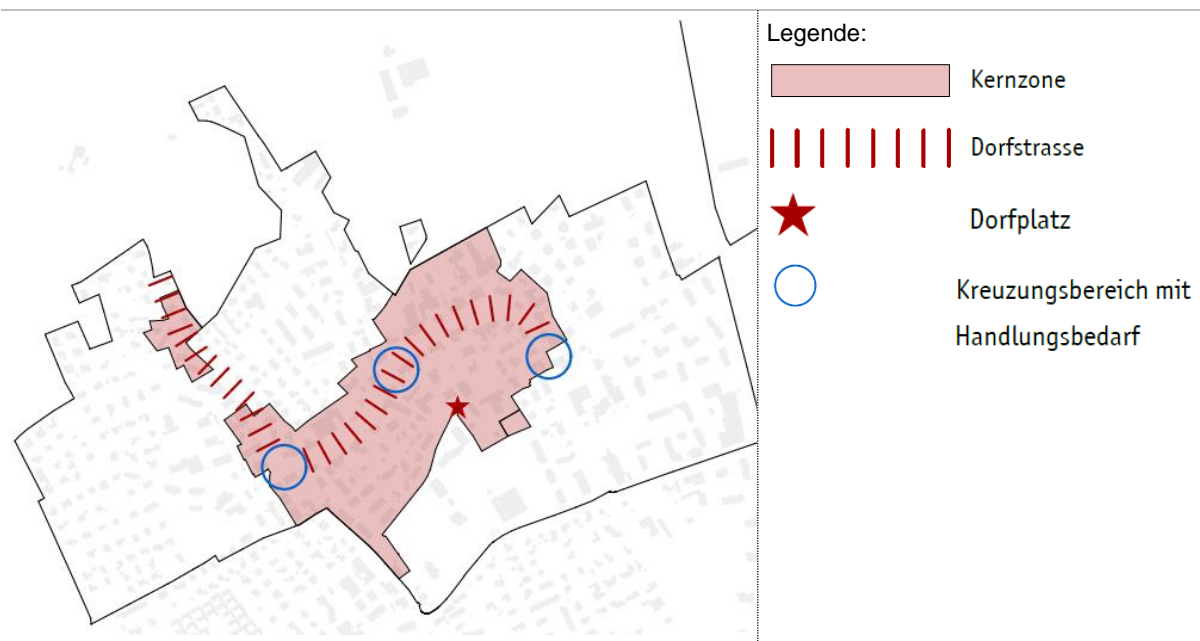 Legende:
Kernzone
Dorfstrasse
Dorfplatz
Kreuzungsbereich mit
Handlungsbedarf